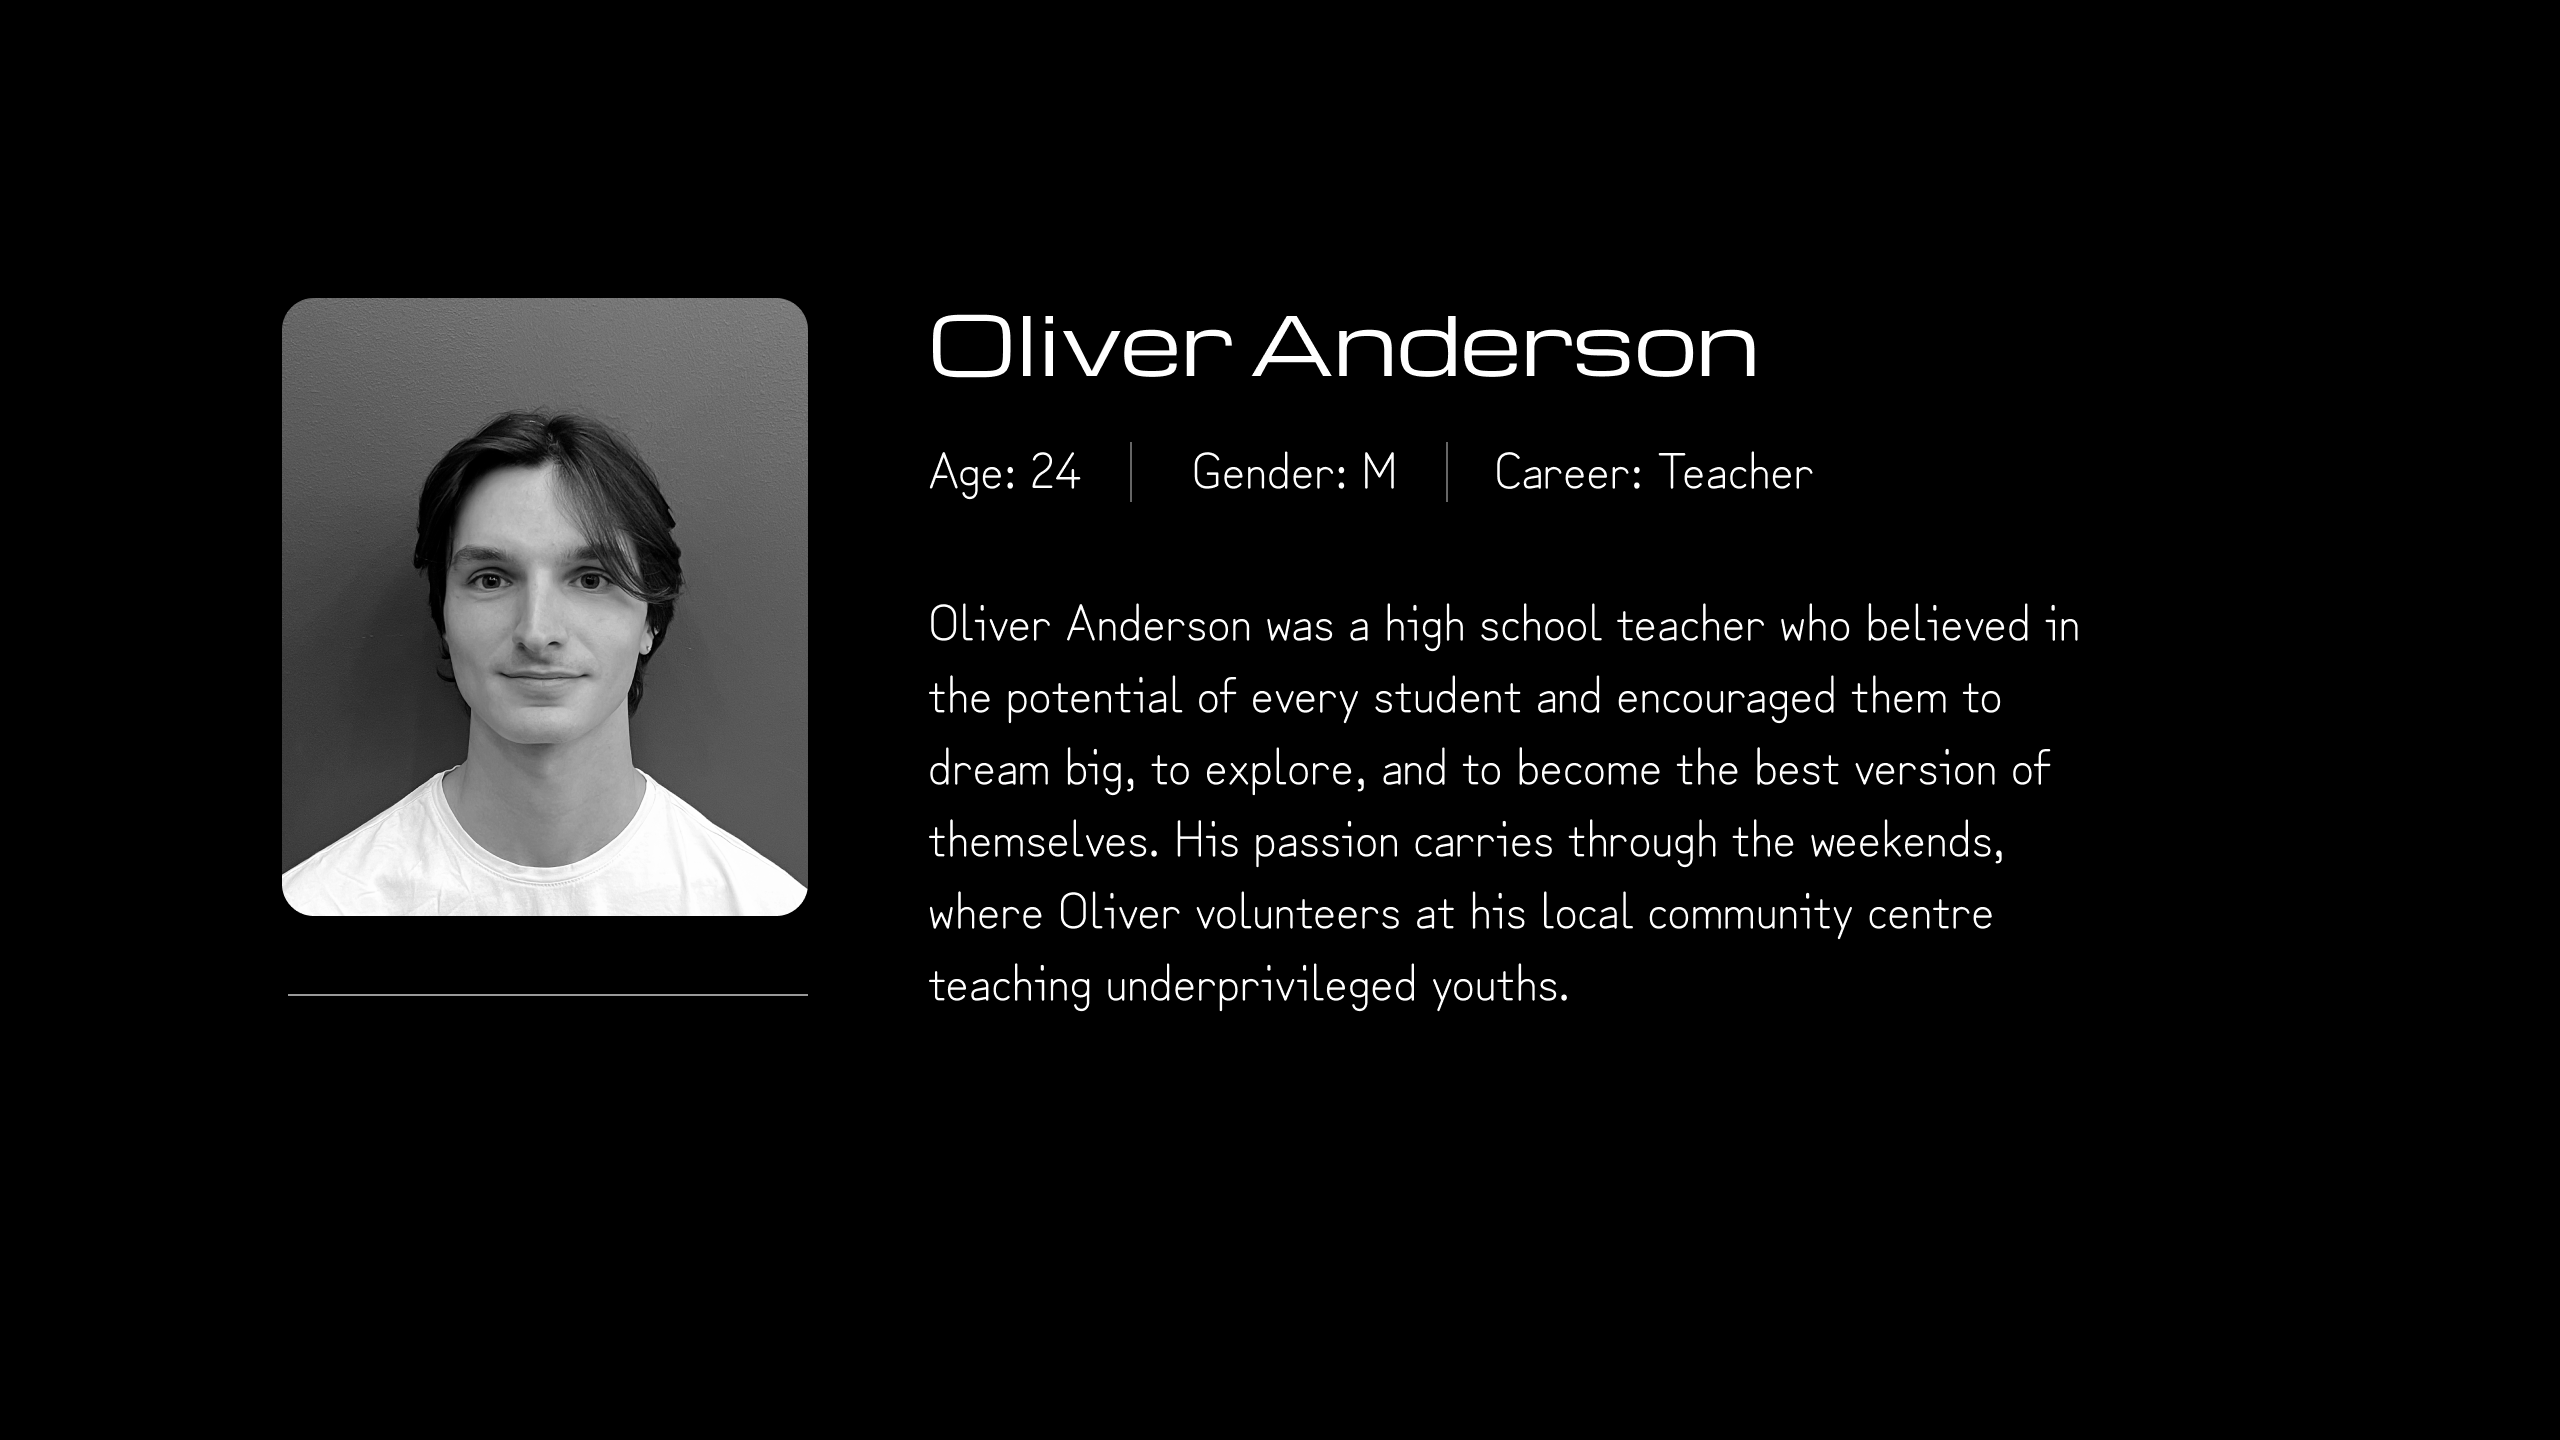 Oliver Anderson
Age: 24 Gender: M Career: Teacher
Oliver Anderson was a high school teacher who believed in
the potential of every student and encouraged them to
dream big, to explore, and to become the best version of
themselves. His passion carries through the weekends,
where Oliver volunteers at his local community centre
teaching underprivileged youths.